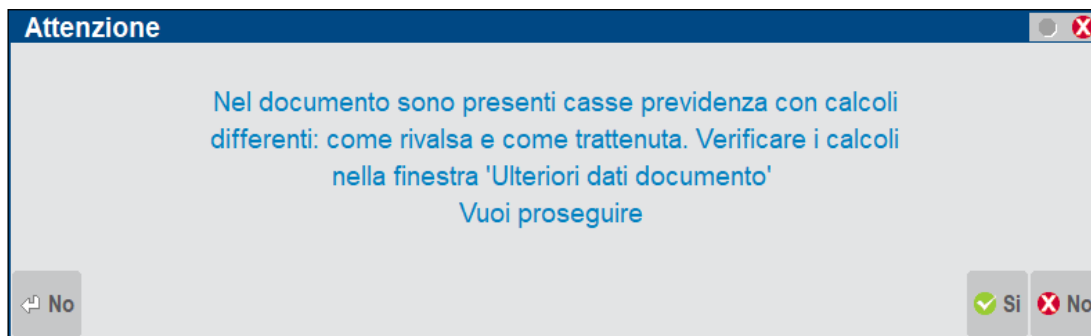 Attenzione
Nel documento sono presenti casse previdenza con calcoli
differenti: come rivalsa e come trattenuta. Verificare i calcoli
nella finestra 'Ulteriori dati documento'
Vuoi proseguire
No
Si
No